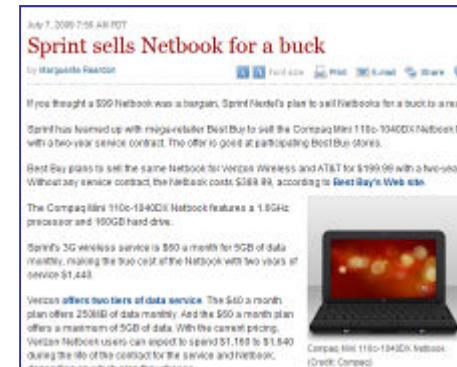 July 7, 2009 7:56 AM PDT
Sprint sells Netbook for a buck
by Marguerite Reardon
Font size Print E-mail Share
If you thought a $99 Netbook was a bargain, Sprint Nextel's plan to sell Netbooks for a buck is a
Sprint has teamed up with mega-retailer Best Buy to sell the Compaq Mini 110c-1040DX Netbook
with a two-year service contract. The offer is good at participating Best Buy stores.
Best Buy plans to sell the same Netbook for Verizon Wireless and AT&T for $199.99 with a two-year
Without any service contract, the Netbook costs $389.99, according to Best Buy's Web site.
The Compaq Mini 110c-1040DX Netbook features a 1.6GHz
processor and 160GB hard drive.
Sprint's 3G wireless service is $60 a month for 5GB of data
monthly, making the true cost of the Netbook with two years of
service $1,440.
Verizon offers two tiers of data service. The $40 a month
plan offers 250MB of data monthly. And the $60 a month plan
offers a maximum of 5GB of data. With the current pricing,
Verizon Netbook users can expect to spend $1,160 to $1,640
during the life of the contract for the service and Netbook,
depending on which plan the
Compaq Mini 110c-1040DX Netbook
(Credit: Compaq)